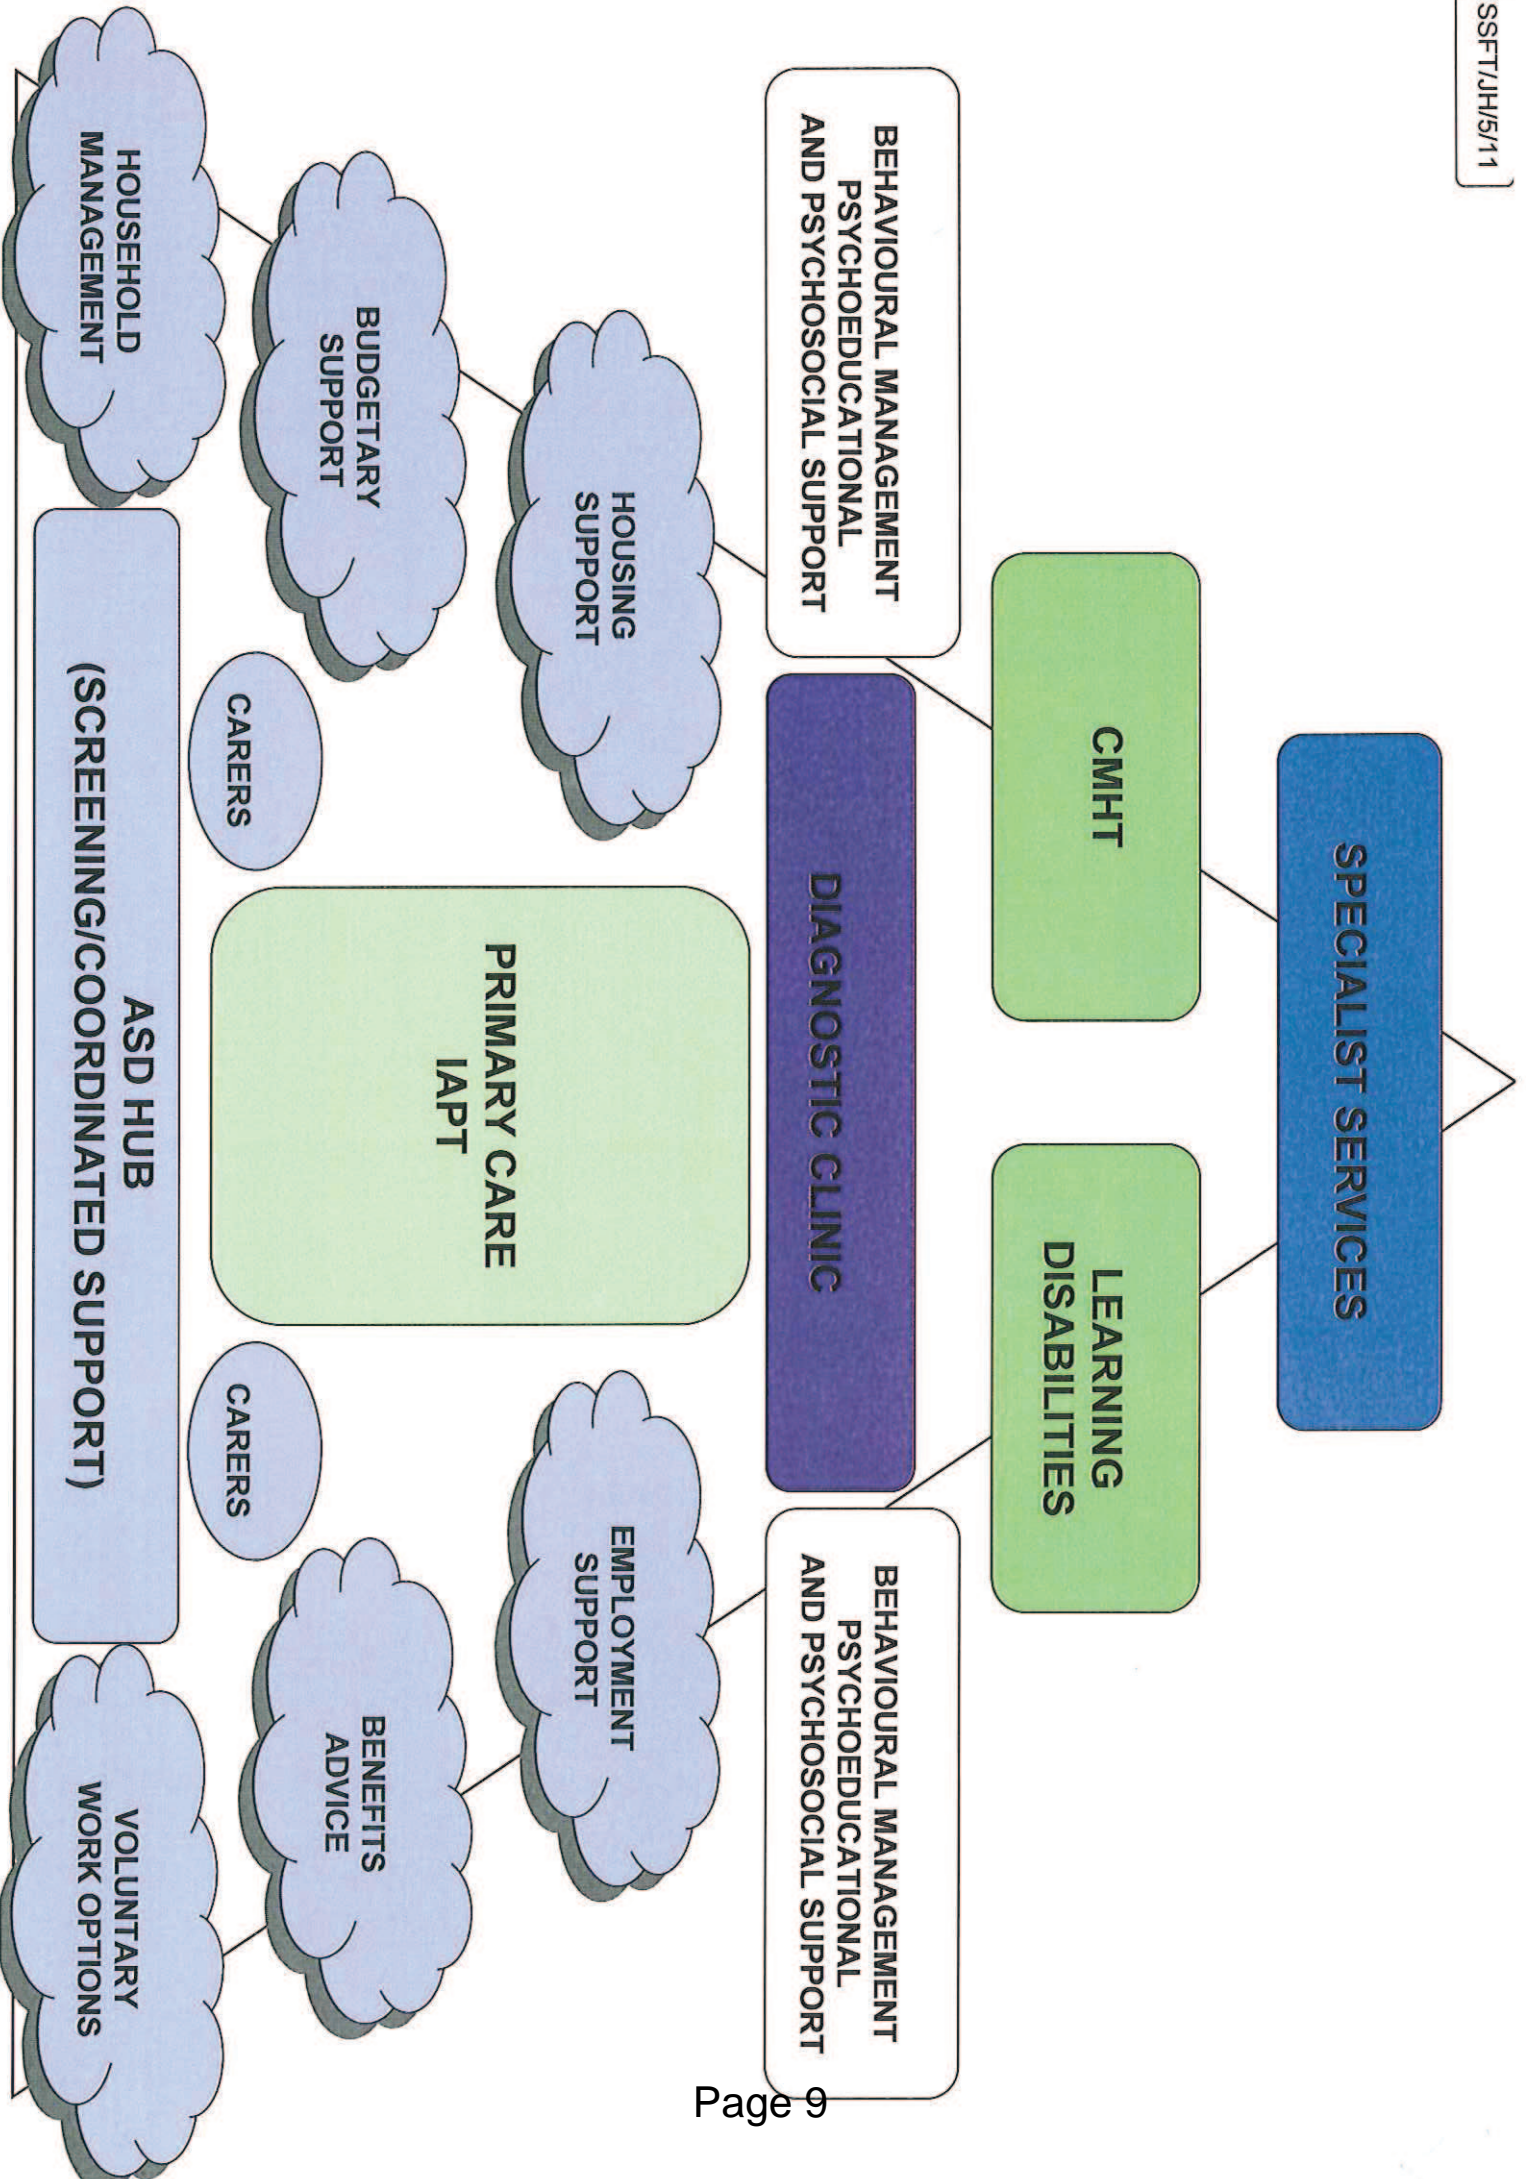 SSFT/JH/5/11
SPECIALIST SERVICES
CMHT
LEARNING
DISABILITIES
BEHAVIOURAL MANAGEMENT
PSYCHOEDUCATIONAL
AND PSYCHOSOCIAL SUPPORT
DIAGNOSTIC CLINIC
BEHAVIOURAL MANAGEMENT
PSYCHOEDUCATIONAL
AND PSYCHOSOCIAL SUPPORT
HOUSING
SUPPORT
PRIMARY CARE
IAPT
EMPLOYMENT
SUPPORT
BUDGETARY
SUPPORT
BENEFITS
ADVICE
CARERS
CARERS
HOUSEHOLD
MANAGEMENT
ASD HUB
(SCREENING/COORDINATED SUPPORT)
VOLUNTARY
WORK OPTIONS
Page 9